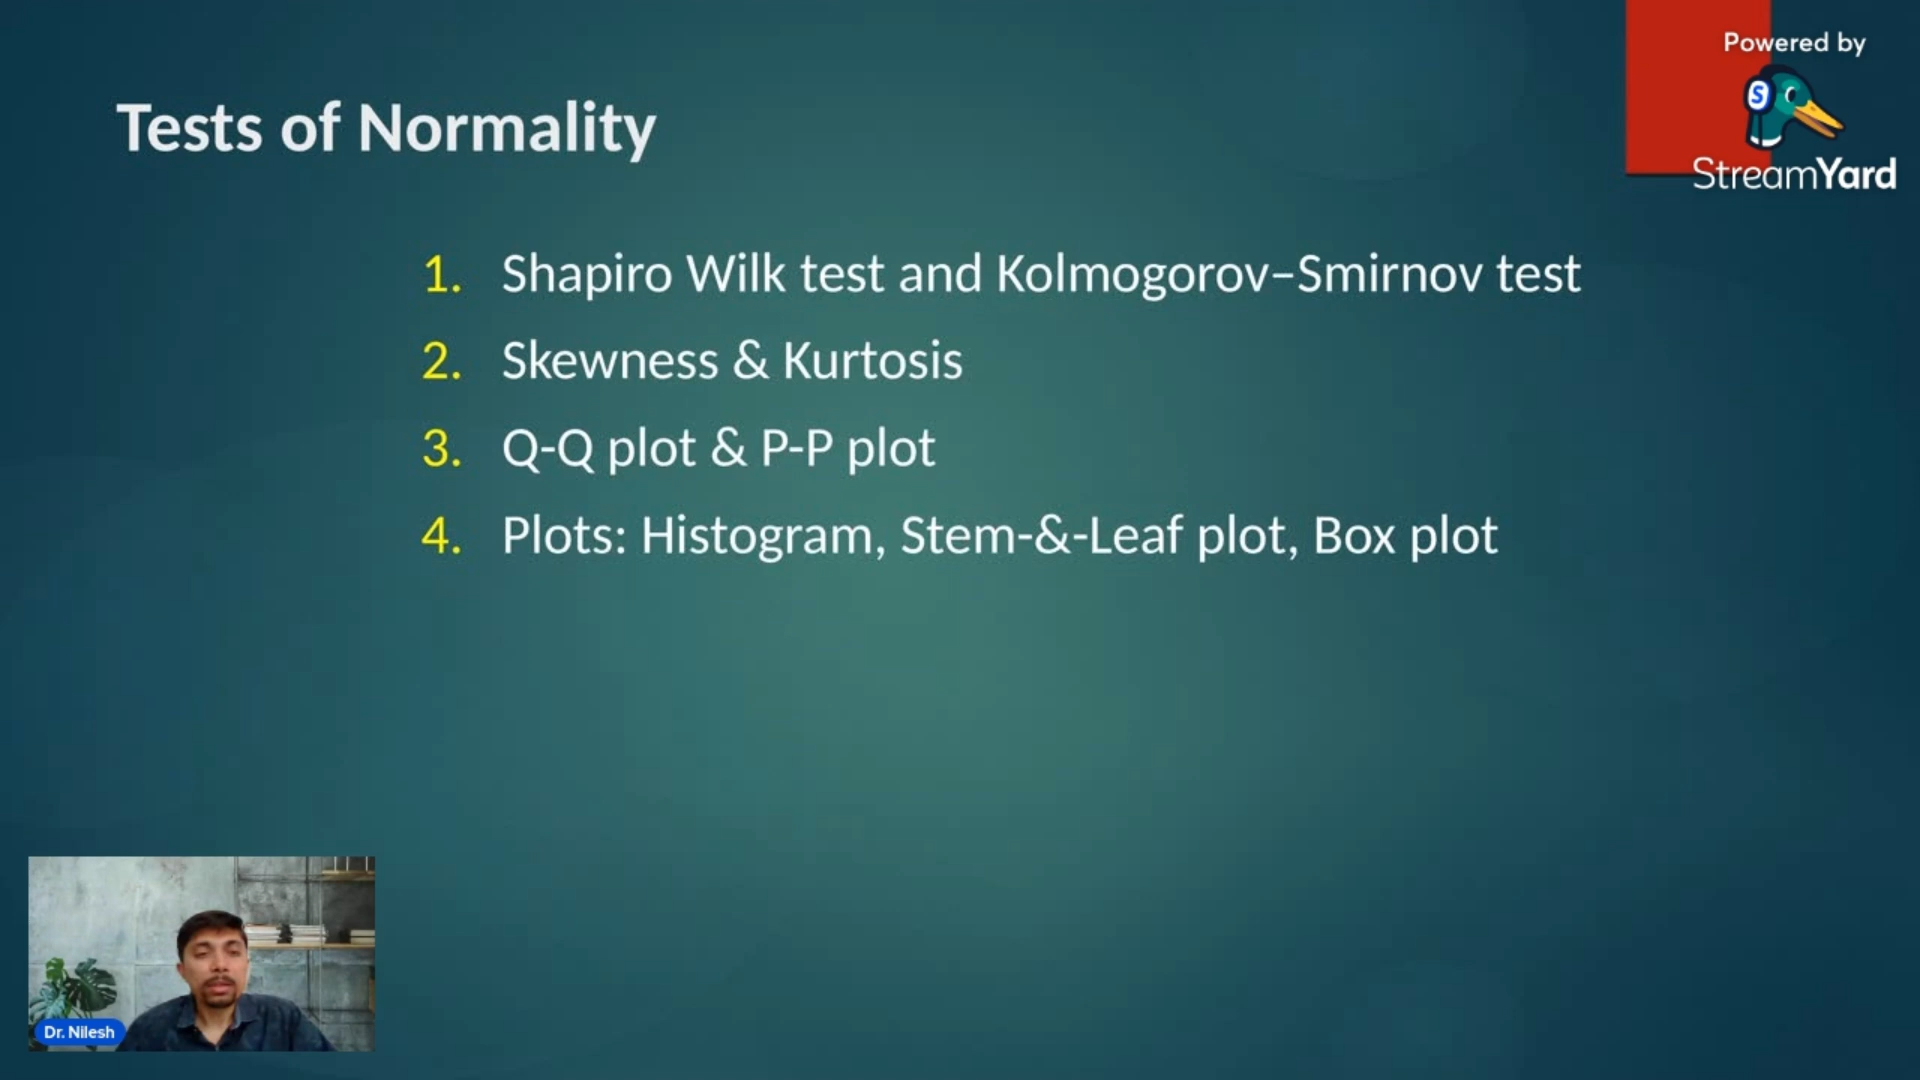 Powered by
StreamYard
Tests of Normality
1. Shapiro Wilk test and Kolmogorov–Smirnov test
2. Skewness & Kurtosis
3. Q-Q plot & P-P plot
4. Plots: Histogram, Stem-&-Leaf plot, Box plot
Dr. Nilesh